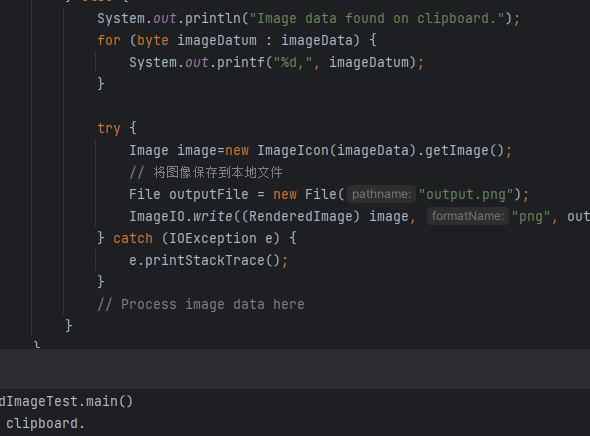 System.out.println("Image data found on clipboard.");
for (byte imageDatum : imageData) {
System.out.printf("%d,", imageDatum);
}
try {
Image image=new ImageIcon(imageData).getImage();
// 将图像保存到本地文件
File outputFile = new File( pathname: "output.png");
ImageIO.write((RenderedImage) image, formatName: "png", out
} catch (IOException e) {
e.printStackTrace();
}
// Process image data here
}
}
dImageTest.main()
clipboard.